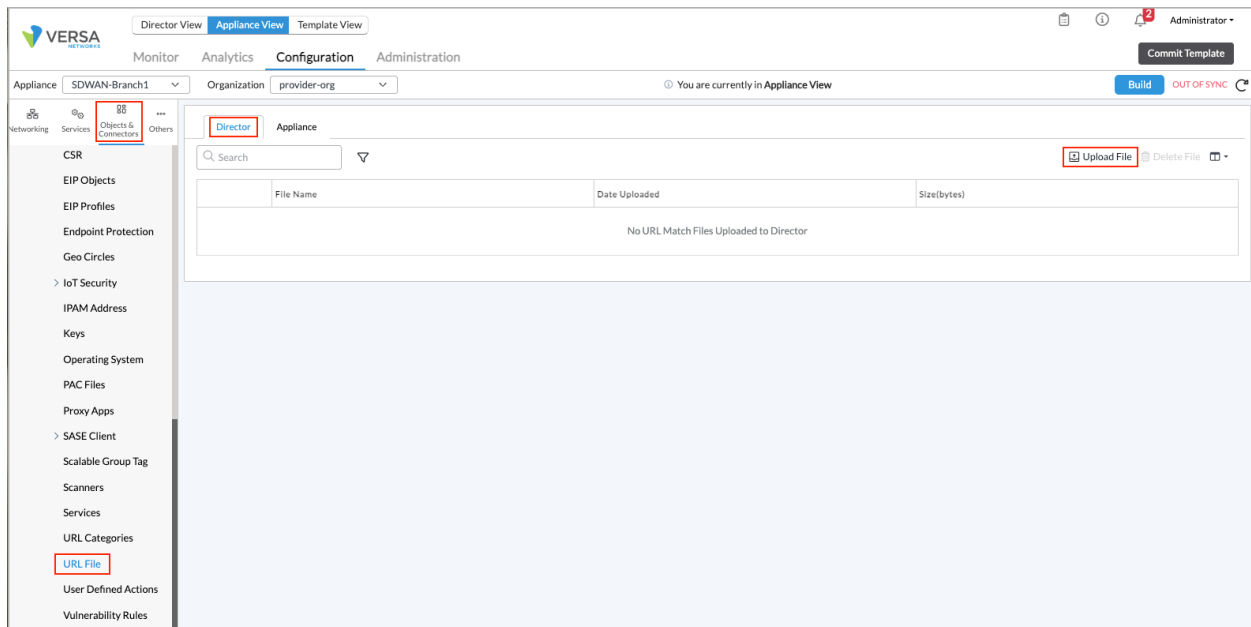 VERSA
NETWORKS
Director View Appliance View Template View
2
Administrator
Monitor Analytics Configuration Administration
Commit Template
Appliance SDWAN-Branch1 Organization provider-org You are currently in Appliance View Build OUT OF SYNC
Networking Services Objects & Connectors Others
Director Appliance
Search
Upload File Delete File
File Name Date Uploaded Size(bytes)
No URL Match Files Uploaded to Director
CSR
EIP Objects
EIP Profiles
Endpoint Protection
Geo Circles
IoT Security
IPAM Address
Keys
Operating System
PAC Files
Proxy Apps
SASE Client
Scalable Group Tag
Scanners
Services
URL Categories
URL File
User Defined Actions
Vulnerability Rules